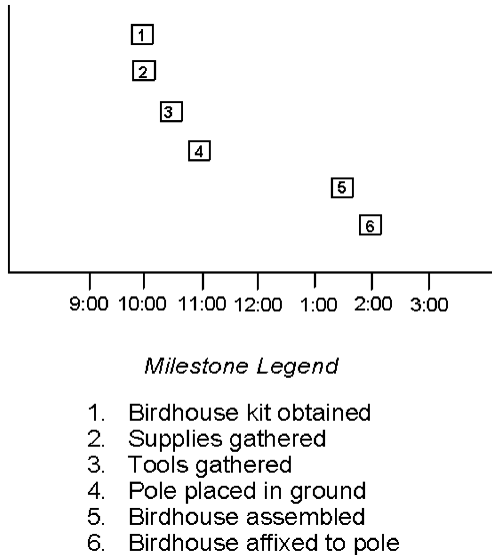 1
2
3
4
5
6
9:00 10:00 11:00 12:00 1:00 2:00 3:00
Milestone Legend
1. Birdhouse kit obtained
2. Supplies gathered
3. Tools gathered
4. Pole placed in ground
5. Birdhouse assembled
6. Birdhouse affixed to pole